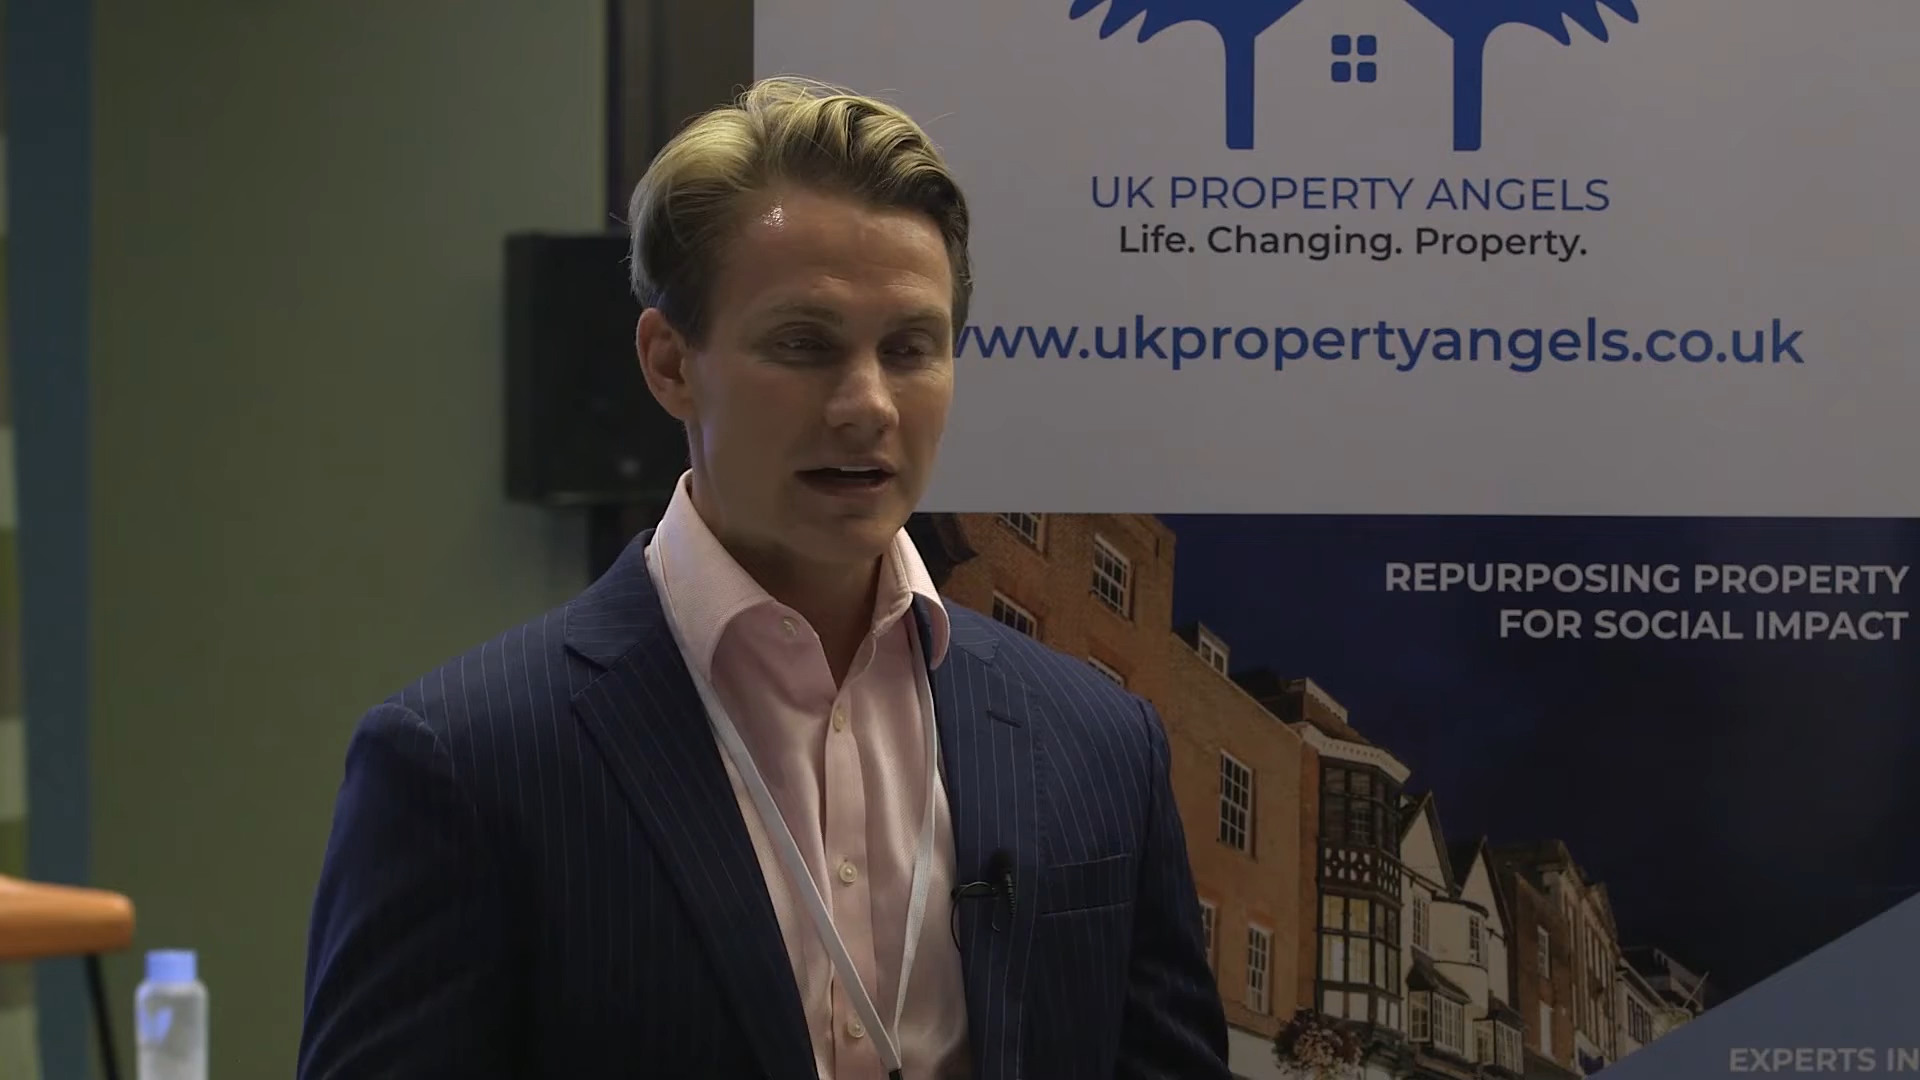 UK PROPERTY ANGELS
Life. Changing. Property.
www.ukpropertyangels.co.uk
REPURPOSING PROPERTY
FOR SOCIAL IMPACT
EXPERTS IN